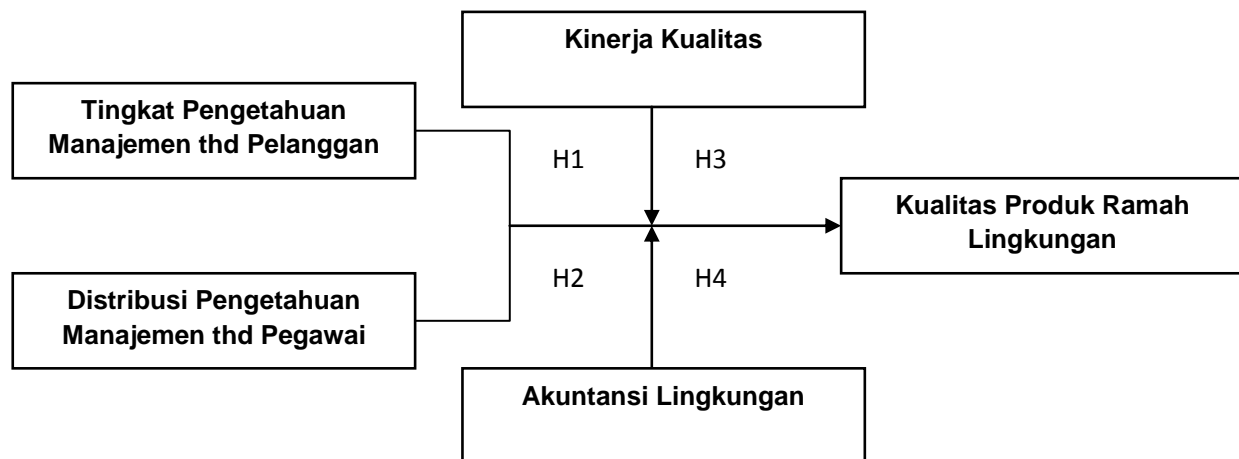 Kinerja Kualitas
Tingkat Pengetahuan
Manajemen thd Pelanggan
H1
H3
Kualitas Produk Ramah
Lingkungan
Distribusi Pengetahuan
Manajemen thd Pegawai
H2
H4
Akuntansi Lingkungan